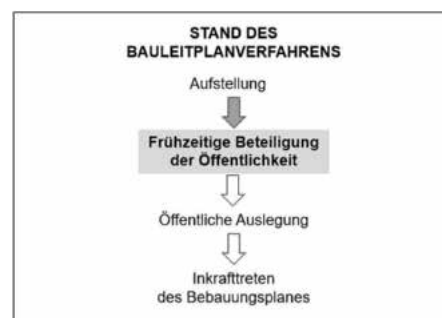 STAND DES
BAULEITPLANVERFAHRENS
Aufstellung
Frühzeitige Beteiligung
der Öffentlichkeit
Öffentliche Auslegung
Inkrafttreten
des Bebauungsplanes